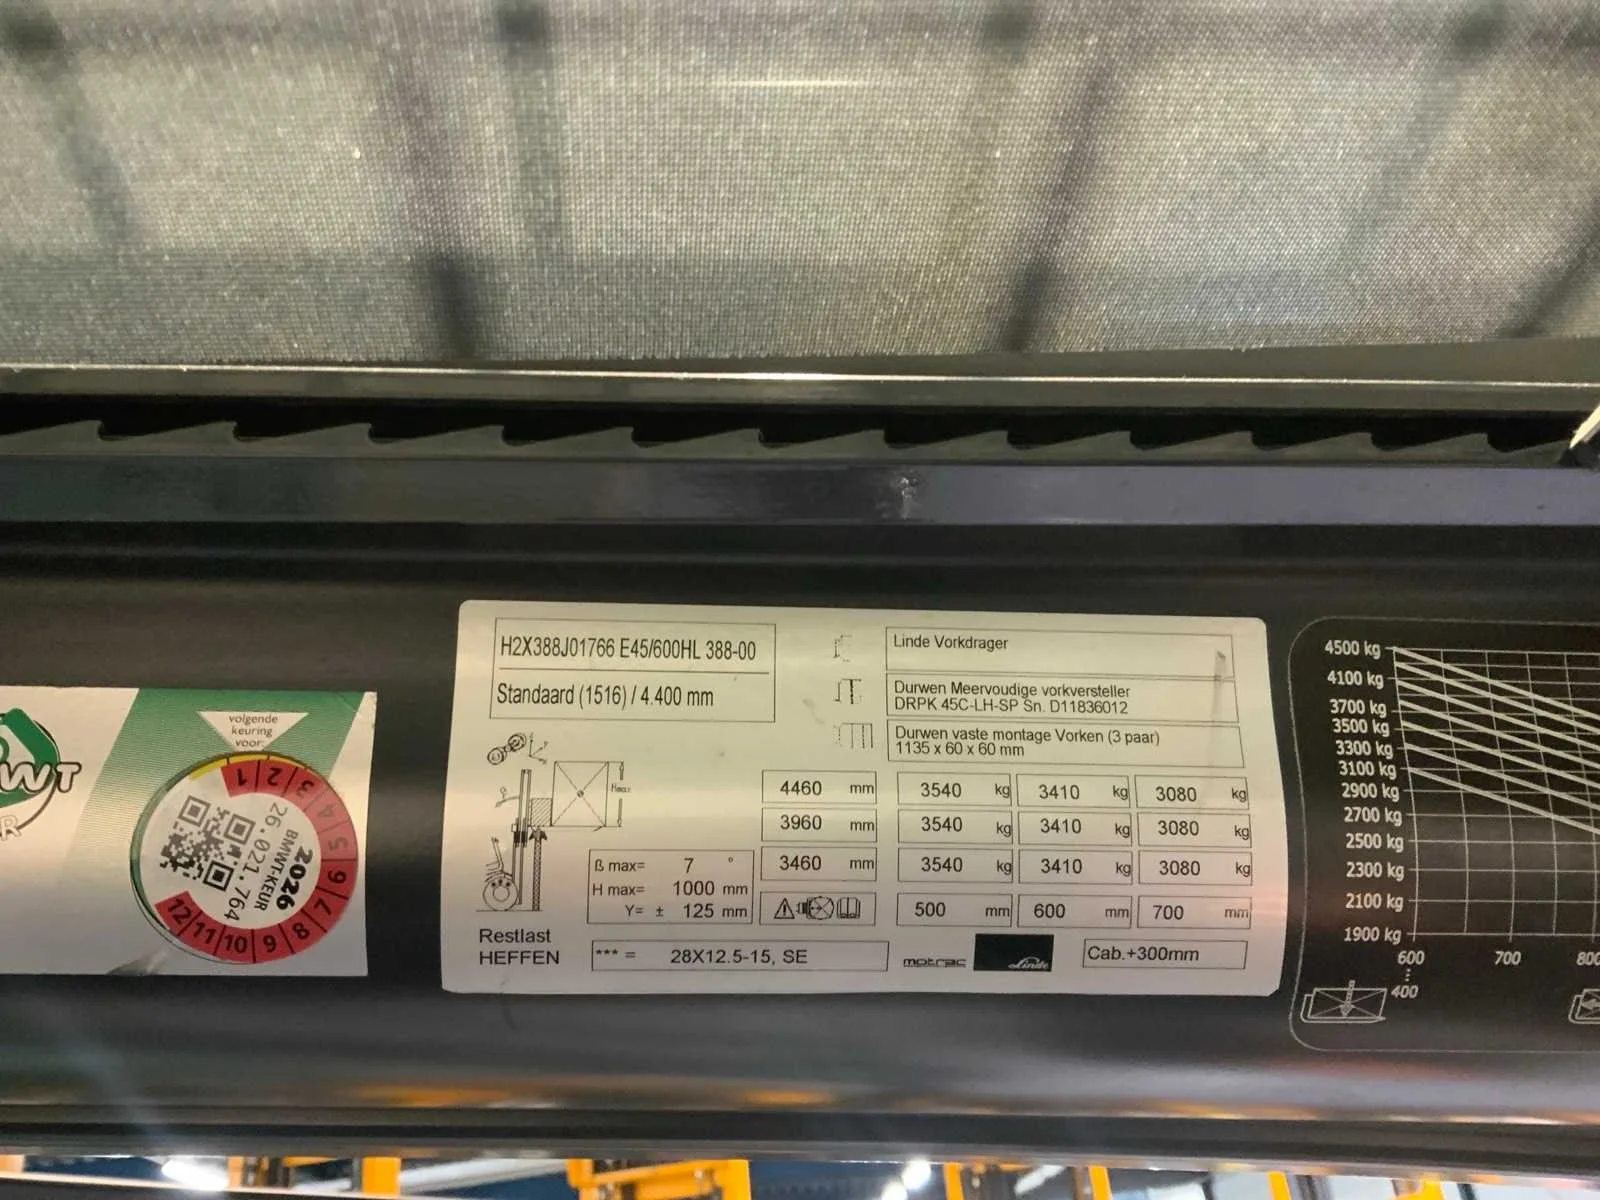 volgende
keuring
voor:
1 2 3 4 5 6 7 8 9 10 11 12
26.021.764
BMWT-KEUR
2026
WT
R
H2X388J01766 E45/600HL 388-00
Standaard (1516) / 4.400 mm
Linde Vorkdrager
Durwen Meervoudige vorkversteller
DRPK 45C-LH-SP Sn. D11836012
Durwen vaste montage Vorken (3 paar)
1135 x 60 x 60 mm
Hmax
4460 mm 3540 kg 3410 kg 3080 kg
3960 mm 3540 kg 3410 kg 3080 kg
3460 mm 3540 kg 3410 kg 3080 kg
500 mm 600 mm 700 mm
ß max= 7 °
H max= 1000 mm
Y= ± 125 mm
Restlast
HEFFEN
*** = 28X12.5-15, SE
motrac
Linde
Cab.+300mm
4500 kg
4100 kg
3700 kg
3500 kg
3300 kg
3100 kg
2900 kg
2700 kg
2500 kg
2300 kg
2100 kg
1900 kg
600 700 800
400